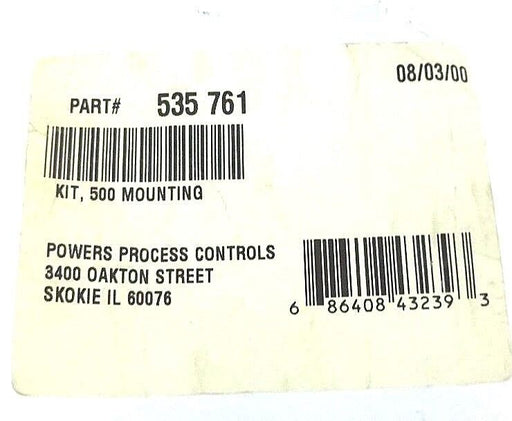 08/03/00
PART# 535 761
KIT, 500 MOUNTING
POWERS PROCESS CONTROLS
3400 OAKTON STREET
SKOKIE IL 60076
6 86408 43239 3